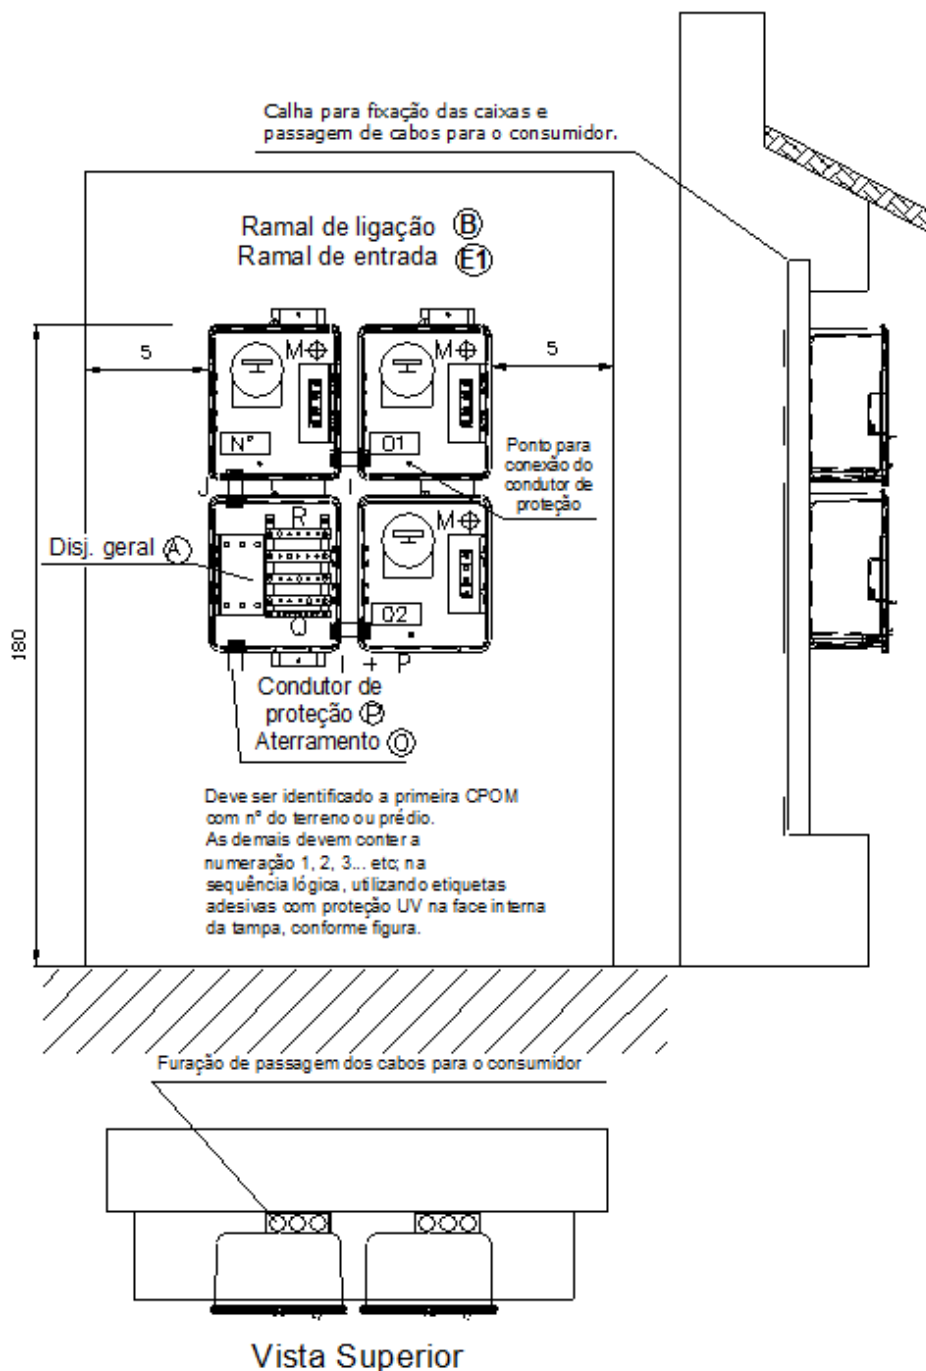 Calha para fixação das caixas e
passagem de cabos para o consumidor.
Ramal de ligação B
Ramal de entrada E1
5
5
M
M
Nº
01
Ponto para
conexão do
condutor de
proteção
J
I
R
M
Disj. geral A
Q
02
180
I + P
Condutor de
proteção P
Aterramento O
Deve ser identificado a primeira CPOM
com nº do terreno ou prédio.
As demais devem conter a
numeração 1, 2, 3... etc; na
sequência lógica, utilizando etiquetas
adesivas com proteção UV na face interna
da tampa, conforme figura.
Furação de passagem dos cabos para o consumidor
Vista Superior